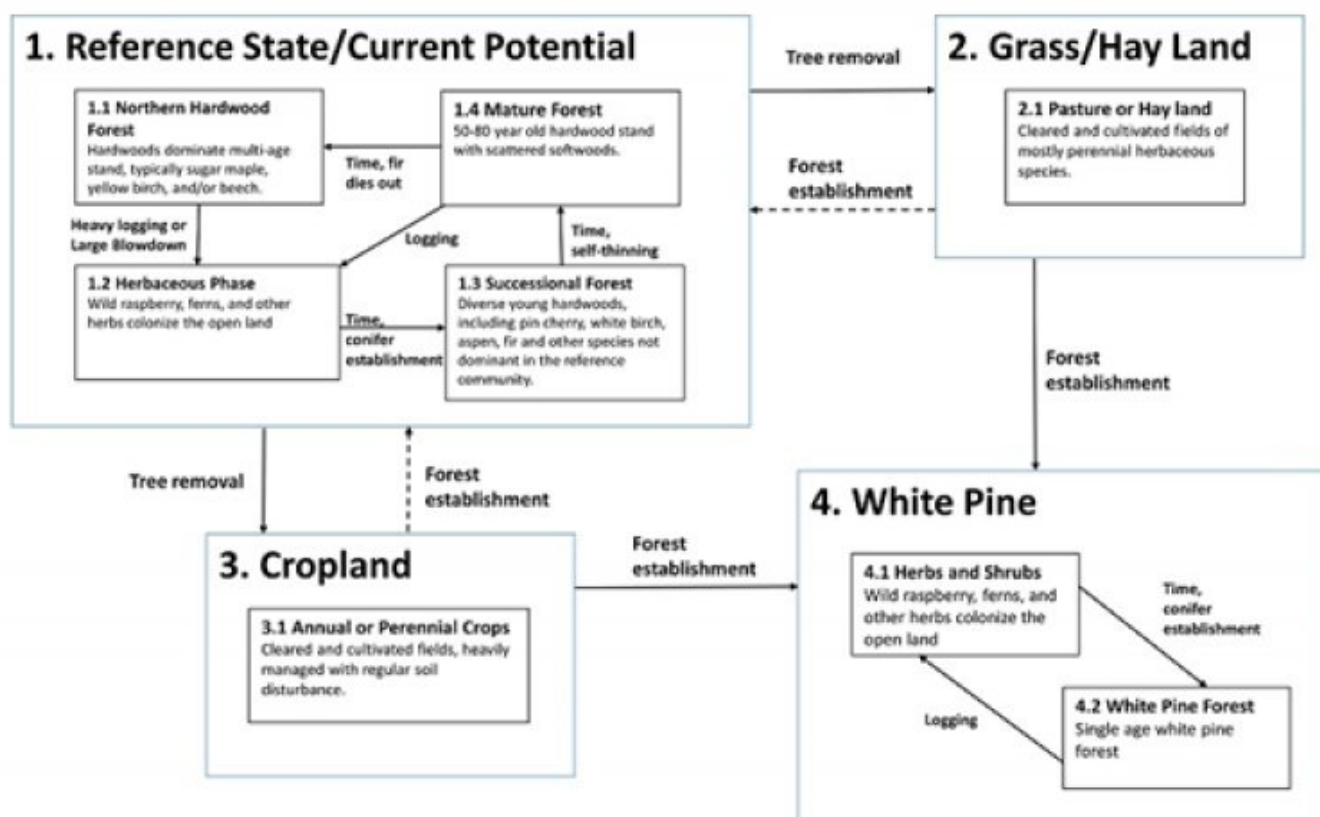 1. Reference State/Current Potential
1.1 Northern Hardwood
Forest
Hardwoods dominate multi-age
stand, typically sugar maple,
yellow birch, and/or beech.
1.4 Mature Forest
50-80 year old hardwood stand
with scattered softwoods.
Time, fir
dies out
Heavy logging or
Large Blowdown
Logging
Time,
self-thinning
1.2 Herbaceous Phase
Wild raspberry, ferns, and other
herbs colonize the open land
Time,
conifer
establishment
1.3 Successional Forest
Diverse young hardwoods,
including pin cherry, white birch,
aspen, fir and other species not
dominant in the reference
community.
Tree removal
Forest
establishment
2. Grass/Hay Land
2.1 Pasture or Hay land
Cleared and cultivated fields of
mostly perennial herbaceous
species.
Forest
establishment
Tree removal
Forest
establishment
3. Cropland
3.1 Annual or Perennial Crops
Cleared and cultivated fields, heavily
managed with regular soil
disturbance.
Forest
establishment
4. White Pine
4.1 Herbs and Shrubs
Wild raspberry, ferns, and
other herbs colonize the
open land
Time,
conifer
establishment
Logging
4.2 White Pine Forest
Single age white pine
forest